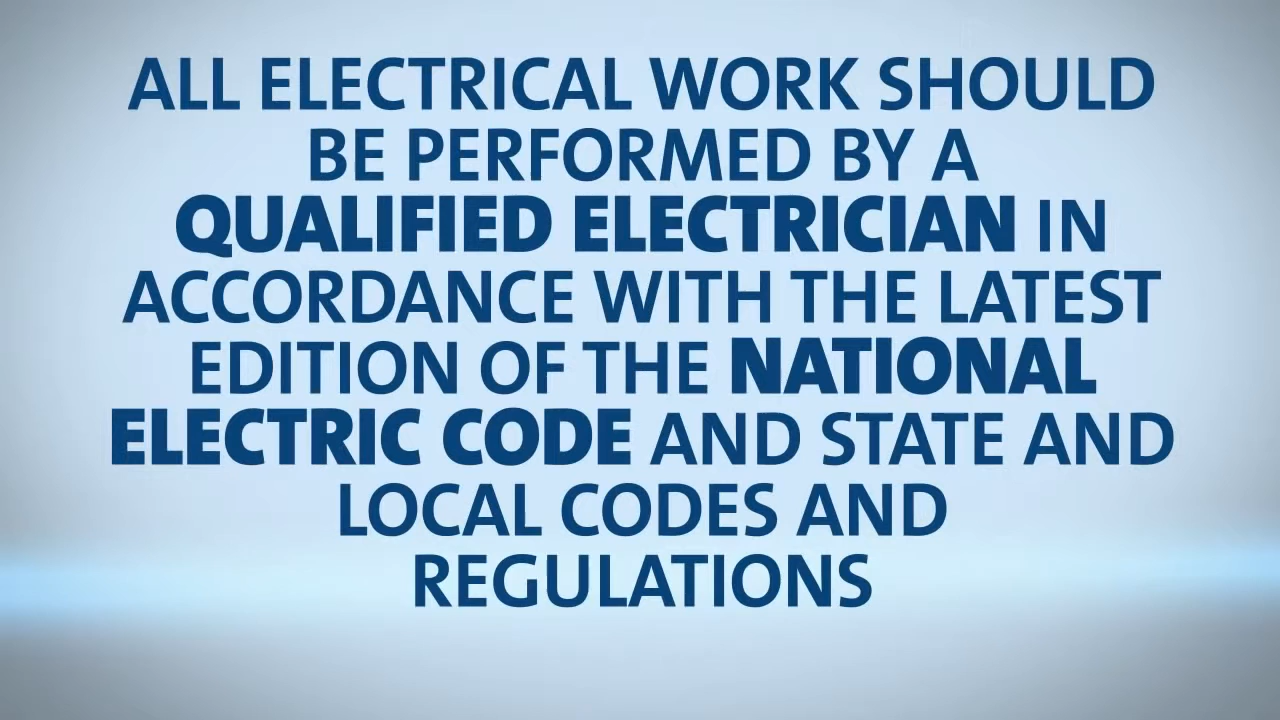 ALL ELECTRICAL WORK SHOULD
BE PERFORMED BY A
QUALIFIED ELECTRICIAN IN
ACCORDANCE WITH THE LATEST
EDITION OF THE NATIONAL
ELECTRIC CODE AND STATE AND
LOCAL CODES AND
REGULATIONS